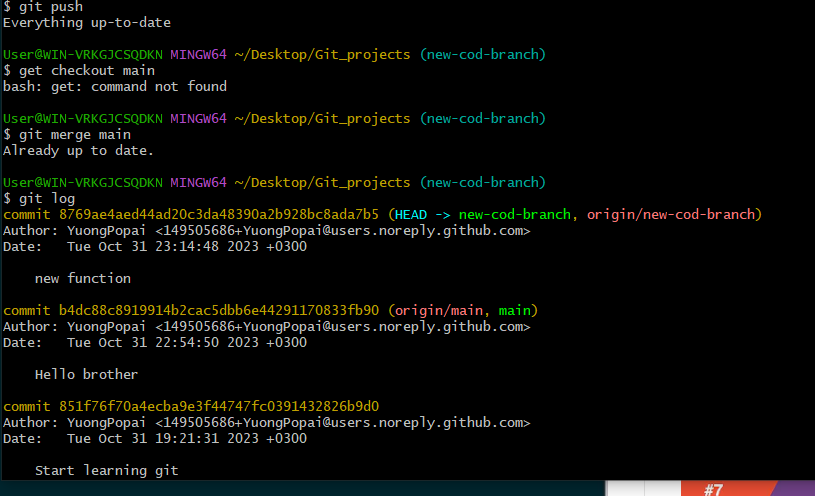 $ git push
Everything up-to-date
User@WIN-VRKGJCSQDKN MINGW64 ~/Desktop/Git_projects (new-cod-branch)
$ get checkout main
bash: get: command not found
User@WIN-VRKGJCSQDKN MINGW64 ~/Desktop/Git_projects (new-cod-branch)
$ git merge main
Already up to date.
User@WIN-VRKGJCSQDKN MINGW64 ~/Desktop/Git_projects (new-cod-branch)
$ git log
commit 8769ae4aed44ad20c3da48390a2b928bc8ada7b5 (HEAD -> new-cod-branch, origin/new-cod-branch)
Author: YuongPopai <149505686+YuongPopai@users.noreply.github.com>
Date:   Tue Oct 31 23:14:48 2023 +0300
    new function
commit b4dc88c8919914b2cac5dbb6e44291170833fb90 (origin/main, main)
Author: YuongPopai <149505686+YuongPopai@users.noreply.github.com>
Date:   Tue Oct 31 22:54:50 2023 +0300
    Hello brother
commit 851f76f70a4ecba9e3f44747fc0391432826b9d0
Author: YuongPopai <149505686+YuongPopai@users.noreply.github.com>
Date:   Tue Oct 31 19:21:31 2023 +0300
    Start learning git
#7